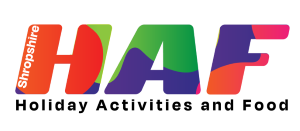 Shropshire
HAF
Holiday Activities and Food